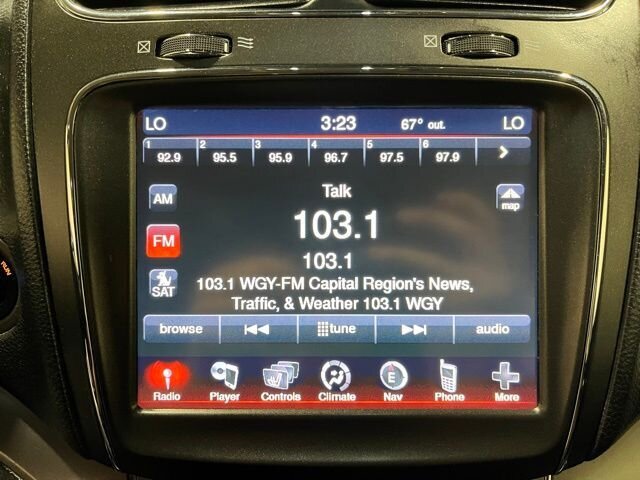 LO 3:23 67° out. LO
1 2 3 4 5 6
92.9 95.5 95.9 96.7 97.5 97.9
Talk
AM
map
103.1
FM
103.1
SAT
103.1 WGY-FM Capital Region's News,
Traffic, & Weather 103.1 WGY
browse tune audio
E
Radio Player Controls Climate Nav Phone More
RUN